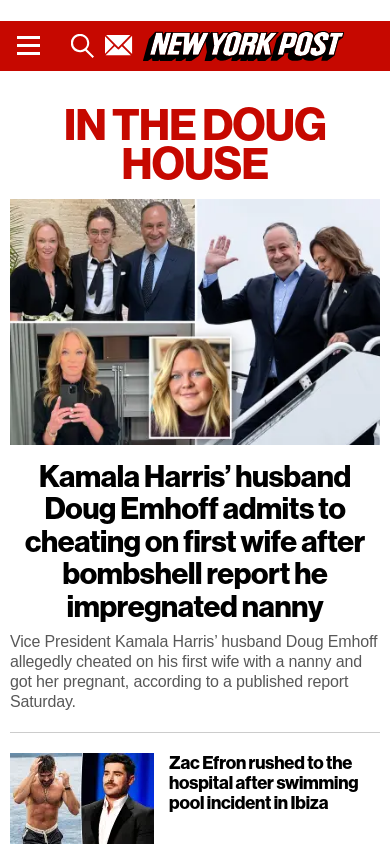 NEW YORK POST
IN THE DOUG
HOUSE
Kamala Harris’ husband
Doug Emhoff admits to
cheating on first wife after
bombshell report he
impregnated nanny
Vice President Kamala Harris’ husband Doug Emhoff
allegedly cheated on his first wife with a nanny and
got her pregnant, according to a published report
Saturday.
Zac Efron rushed to the
hospital after swimming
pool incident in Ibiza